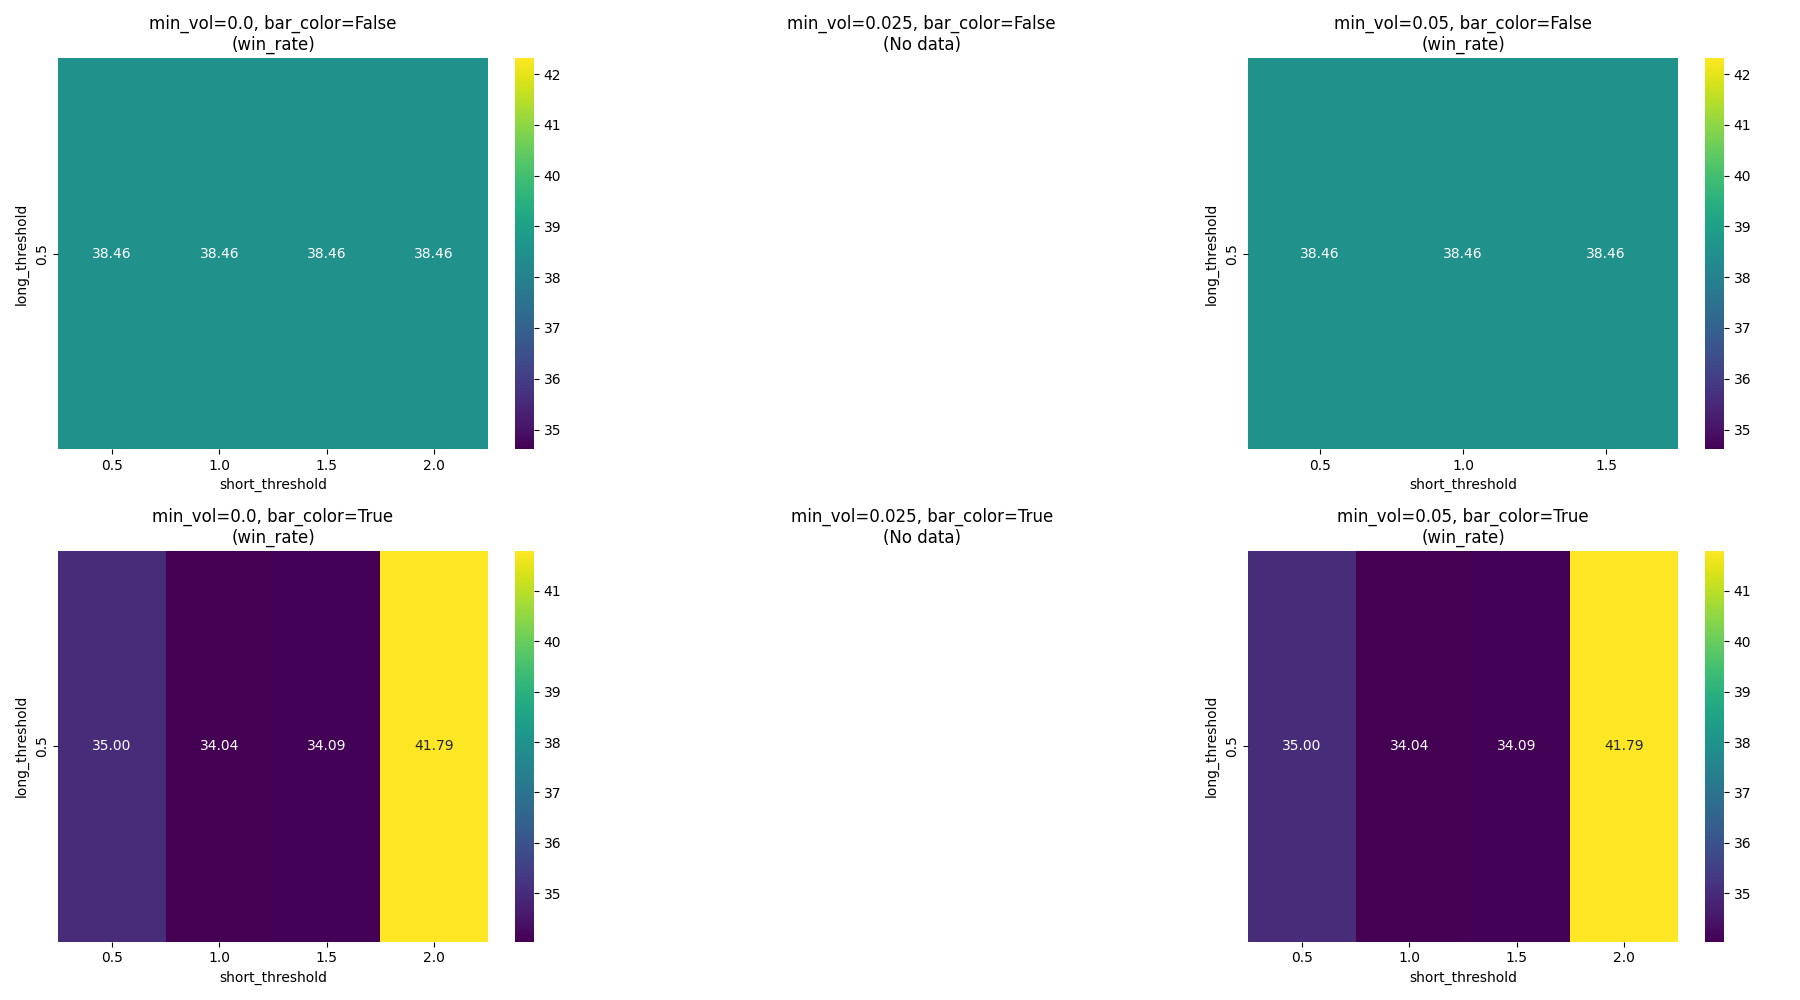 min_vol=0.0, bar_color=False
(win_rate)
42
41
40
39
38
37
36
35
long_threshold
0.5
38.46 38.46 38.46 38.46
0.5 1.0 1.5 2.0
short_threshold
min_vol=0.025, bar_color=False
(No data)
min_vol=0.05, bar_color=False
(win_rate)
42
41
40
39
38
37
36
35
long_threshold
0.5
38.46 38.46 38.46
0.5 1.0 1.5
short_threshold
min_vol=0.0, bar_color=True
(win_rate)
41
40
39
38
37
36
35
long_threshold
0.5
35.00 34.04 34.09 41.79
0.5 1.0 1.5 2.0
short_threshold
min_vol=0.025, bar_color=True
(No data)
min_vol=0.05, bar_color=True
(win_rate)
41
40
39
38
37
36
35
long_threshold
0.5
35.00 34.04 34.09 41.79
0.5 1.0 1.5 2.0
short_threshold